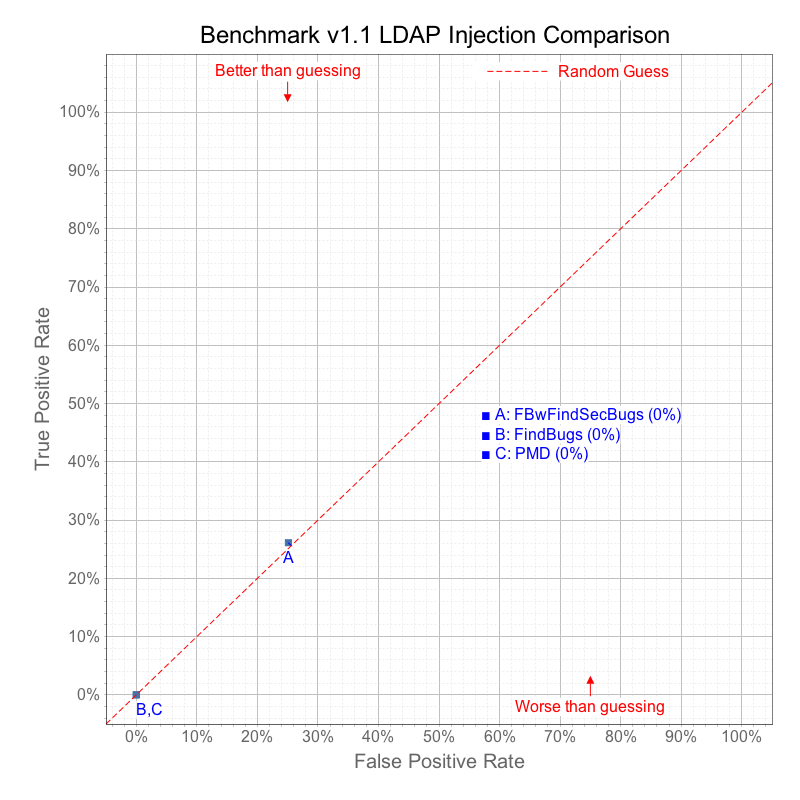 Benchmark v1.1 LDAP Injection Comparison
Better than guessing
Random Guess
100%
90%
80%
70%
60%
50%
40%
30%
20%
10%
0%
True Positive Rate
A: FBwFindSecBugs (0%)
B: FindBugs (0%)
C: PMD (0%)
A
B,C
Worse than guessing
0%
10%
20%
30%
40%
50%
60%
70%
80%
90%
100%
False Positive Rate